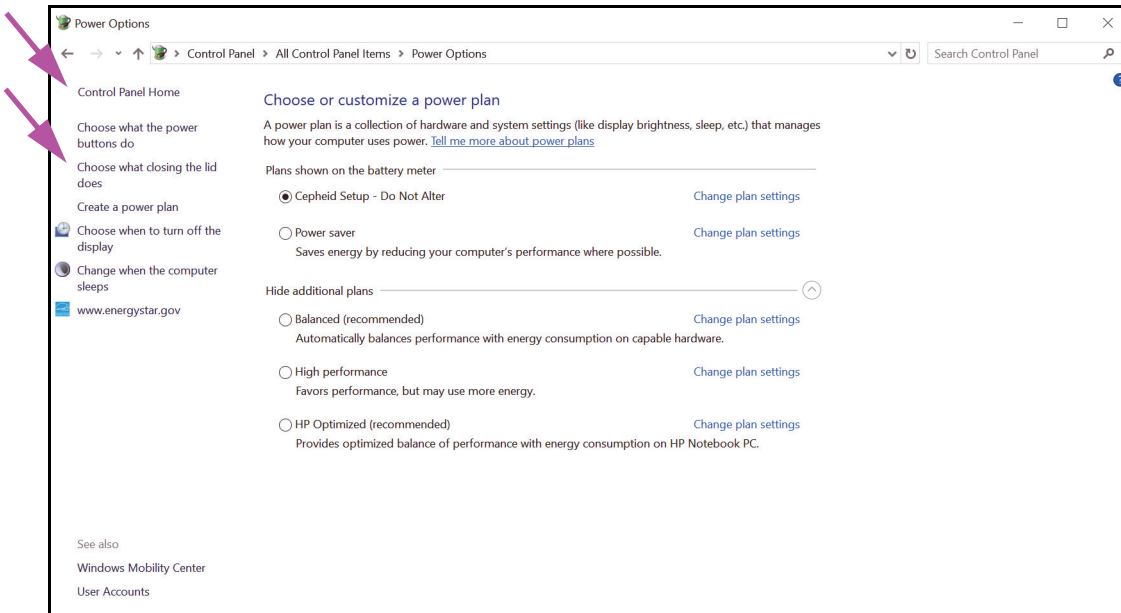 Power Options
Control Panel > All Control Panel Items > Power Options
Search Control Panel
Control Panel Home
Choose what the power
buttons do
Choose what closing the lid
does
Create a power plan
Choose when to turn off the
display
Change when the computer
sleeps
www.energystar.gov
Choose or customize a power plan
A power plan is a collection of hardware and system settings (like display brightness, sleep, etc.) that manages
how your computer uses power. Tell me more about power plans
Plans shown on the battery meter
Cepheid Setup - Do Not Alter Change plan settings
Power saver Change plan settings
Saves energy by reducing your computer's performance where possible.
Hide additional plans
Balanced (recommended) Change plan settings
Automatically balances performance with energy consumption on capable hardware.
High performance Change plan settings
Favors performance, but may use more energy.
HP Optimized (recommended) Change plan settings
Provides optimized balance of performance with energy consumption on HP Notebook PC.
See also
Windows Mobility Center
User Accounts